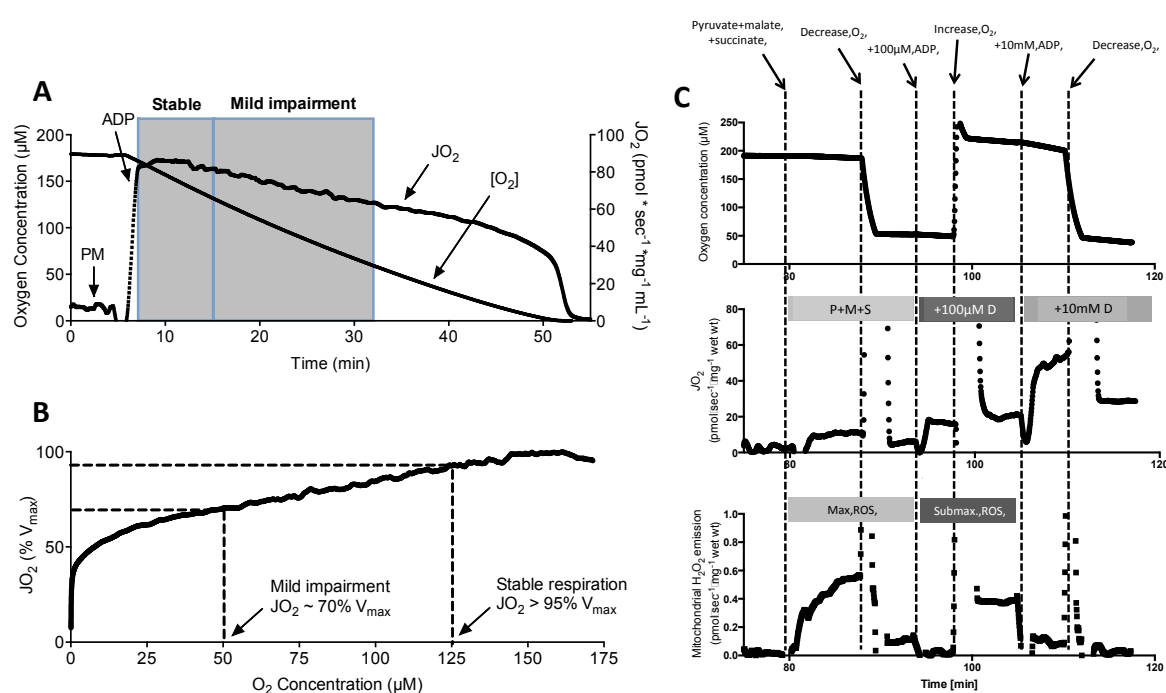 A
Stable
Mild impairment
ADP
PM
JO₂
[O₂]
Oxygen Concentration (µM)
200
150
100
50
0
100
80
60
40
20
0
JO₂ (pmol * sec⁻¹ *mg⁻¹ mL⁻¹)
0
10
20
30
40
50
Time (min)
B
JO₂ (% Vmax)
100
50
0
Mild impairment
JO₂ ~ 70% Vmax
Stable respiration
JO₂ > 95% Vmax
0
25
50
75
100
125
150
175
O₂ Concentration (µM)
C
Pyruvate+malate,
+succinate,
Decrease,O₂,
+100µM,ADP,
Increase,O₂,
+10mM,ADP,
Decrease,O₂,
Oxygen concentration (µM)
250
200
150
100
50
0
80
100
120
P+M+S
+100µM D
+10mM D
JO₂
(pmol·sec⁻¹·mg⁻¹ wet wt)
80
60
40
20
0
80
100
120
Max,ROS,
Submax.,ROS,
Mitochondrial H₂O₂ emission
(pmol·sec⁻¹·mg⁻¹ wet wt)
1.0
0.8
0.6
0.4
0.2
0.0
80
100
120
Time [min]